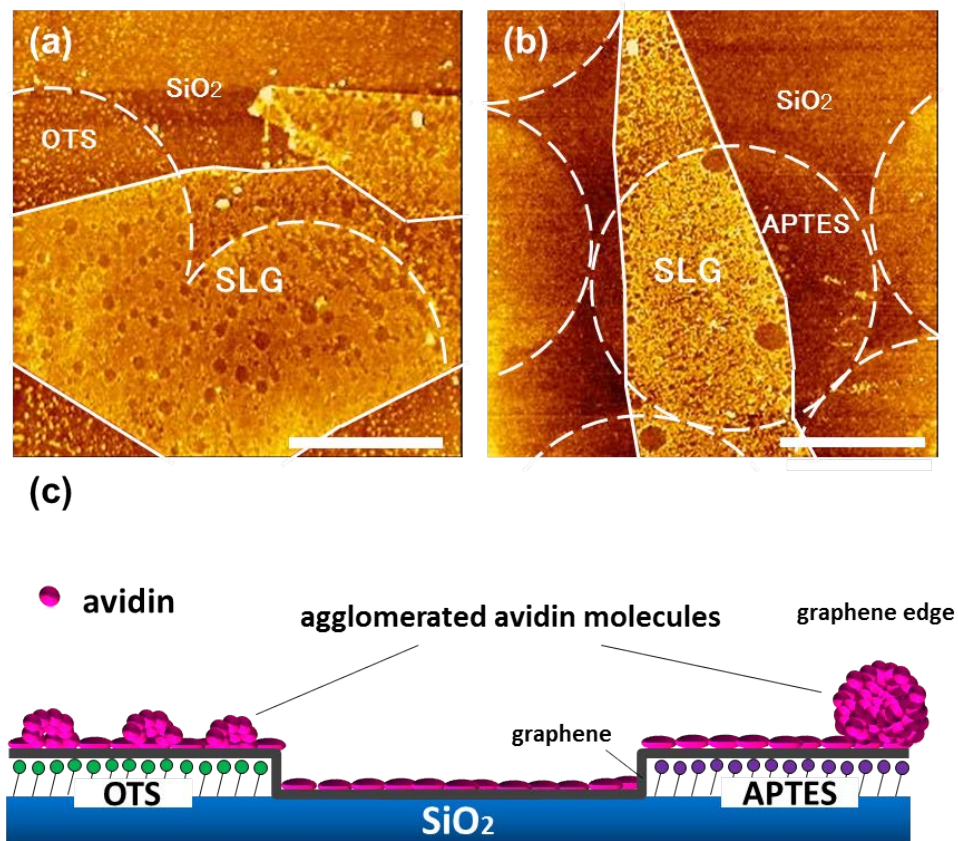 (a)
SiO2
OTS
SLG
(b)
SiO2
APTES
SLG
(c)
avidin
agglomerated avidin molecules
graphene edge
graphene
OTS
APTES
SiO2